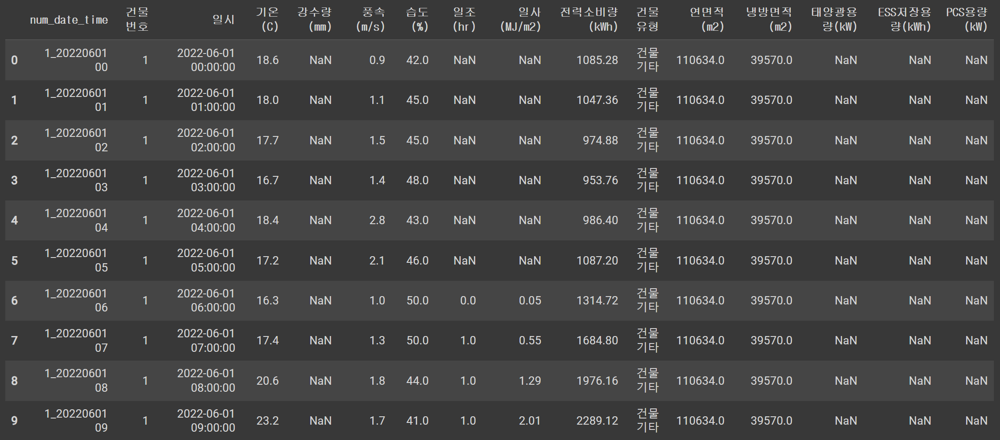 num_date_time 건물번호 일시 기온(C) 강수량(mm) 풍속(m/s) 습도(%) 일조(hr) 일사(MJ/m2) 전력소비량(kWh) 건물유형 연면적(m2) 냉방면적(m2) 태양광용량(kW) ESS저장용량(kWh) PCS용량(kW)
0 1_20220601 00 1 2022-06-01 00:00:00 18.6 NaN 0.9 42.0 NaN NaN 1085.28 건물기타 110634.0 39570.0 NaN NaN NaN
1 1_20220601 01 1 2022-06-01 01:00:00 18.0 NaN 1.1 45.0 NaN NaN 1047.36 건물기타 110634.0 39570.0 NaN NaN NaN
2 1_20220601 02 1 2022-06-01 02:00:00 17.7 NaN 1.5 45.0 NaN NaN 974.88 건물기타 110634.0 39570.0 NaN NaN NaN
3 1_20220601 03 1 2022-06-01 03:00:00 16.7 NaN 1.4 48.0 NaN NaN 953.76 건물기타 110634.0 39570.0 NaN NaN NaN
4 1_20220601 04 1 2022-06-01 04:00:00 18.4 NaN 2.8 43.0 NaN NaN 986.40 건물기타 110634.0 39570.0 NaN NaN NaN
5 1_20220601 05 1 2022-06-01 05:00:00 17.2 NaN 2.1 46.0 NaN NaN 1087.20 건물기타 110634.0 39570.0 NaN NaN NaN
6 1_20220601 06 1 2022-06-01 06:00:00 16.3 NaN 1.0 50.0 0.0 0.05 1314.72 건물기타 110634.0 39570.0 NaN NaN NaN
7 1_20220601 07 1 2022-06-01 07:00:00 17.4 NaN 1.3 50.0 1.0 0.55 1684.80 건물기타 110634.0 39570.0 NaN NaN NaN
8 1_20220601 08 1 2022-06-01 08:00:00 20.6 NaN 1.8 44.0 1.0 1.29 1976.16 건물기타 110634.0 39570.0 NaN NaN NaN
9 1_20220601 09 1 2022-06-01 09:00:00 23.2 NaN 1.7 41.0 1.0 2.01 2289.12 건물기타 110634.0 39570.0 NaN NaN NaN